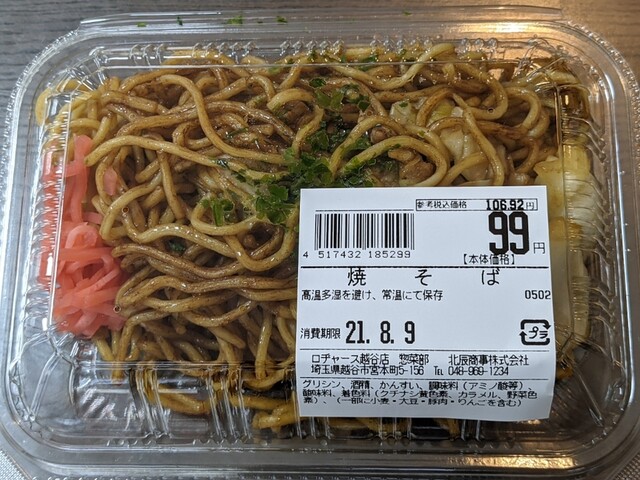 参考税込価格 106.92円
99円
【本体価格】
4 517432 185299
焼そば
高温多湿を避け、常温にて保存 0502
消費期限 21.8.9
プラ
ロヂャース越谷店 惣菜部 北辰商事株式会社
埼玉県越谷市宮本町5-156 TEL 048-969-1234
グリシン、酒精、かんすい、調味料（アミノ酸等）、
酸味料、着色料（クチナシ黄色素、カラメル、野菜色
素）、（一部に小麦・大豆・豚肉・りんごを含む）